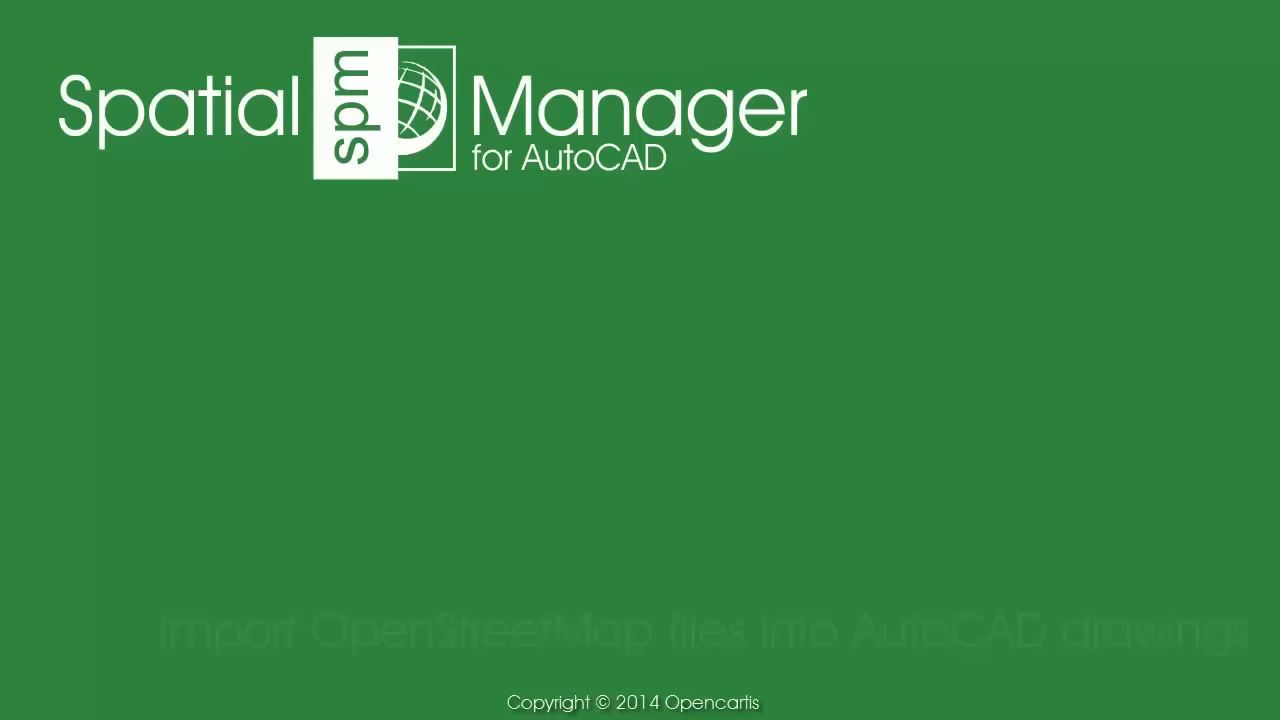 Spatial spm Manager
for AutoCAD
Import OpenStreetMap files into AutoCAD drawings
Copyright © 2014 Opencartis